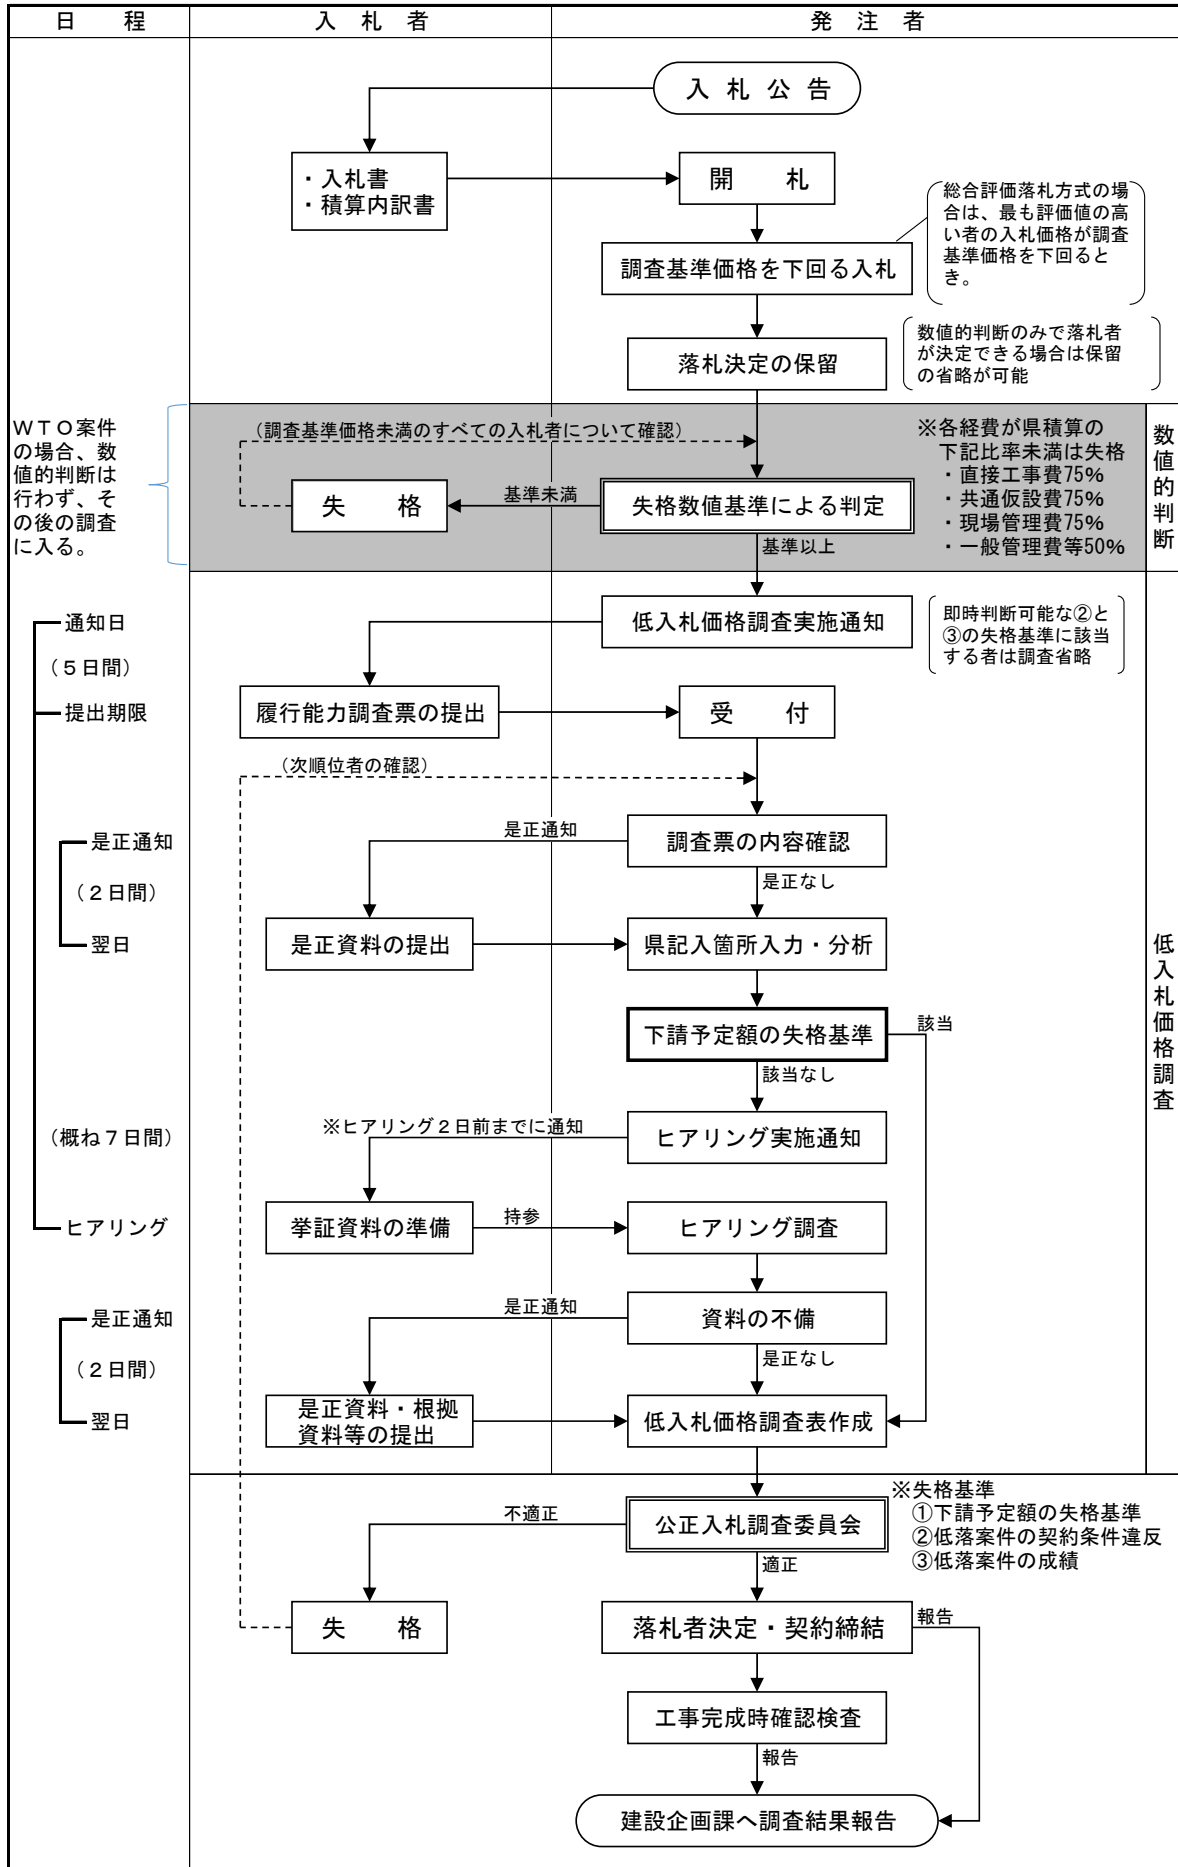 日　程
入　札　者
発　注　者
入　札　公　告
・入札書
・積算内訳書
開　札
総合評価落札方式の場
合は、最も評価値の高
い者の入札価格が調査
基準価格を下回ると
き。
調査基準価格を下回る入札
数値的判断のみで落札者
が決定できる場合は保留
の省略が可能
落札決定の保留
ＷＴＯ案件
の場合、数
値的判断は
行わず、そ
の後の調査
に入る。
（調査基準価格未満のすべての入札者について確認）
※各経費が県積算の
下記比率未満は失格
・直接工事費75%
・共通仮設費75%
・現場管理費75%
・一般管理費等50%
数値的判断
失　格
基準未満
失格数値基準による判定
基準以上
通知日
低入札価格調査実施通知
即時判断可能な②と
③の失格基準に該当
する者は調査省略
（５日間）
提出期限
履行能力調査票の提出
受　付
（次順位者の確認）
是正通知
是正通知
調査票の内容確認
（２日間）
是正なし
翌日
是正資料の提出
県記入箇所入力・分析
低入札価格調査
下請予定額の失格基準
該当
該当なし
（概ね７日間）
※ヒアリング２日前までに通知
ヒアリング実施通知
ヒアリング
挙証資料の準備
持参
ヒアリング調査
是正通知
是正通知
資料の不備
（２日間）
是正なし
翌日
是正資料・根拠
資料等の提出
低入札価格調査表作成
※失格基準
①下請予定額の失格基準
②低落案件の契約条件違反
③低落案件の成績
不適正
公正入札調査委員会
適正
失　格
落札者決定・契約締結
報告
工事完成時確認検査
報告
建設企画課へ調査結果報告